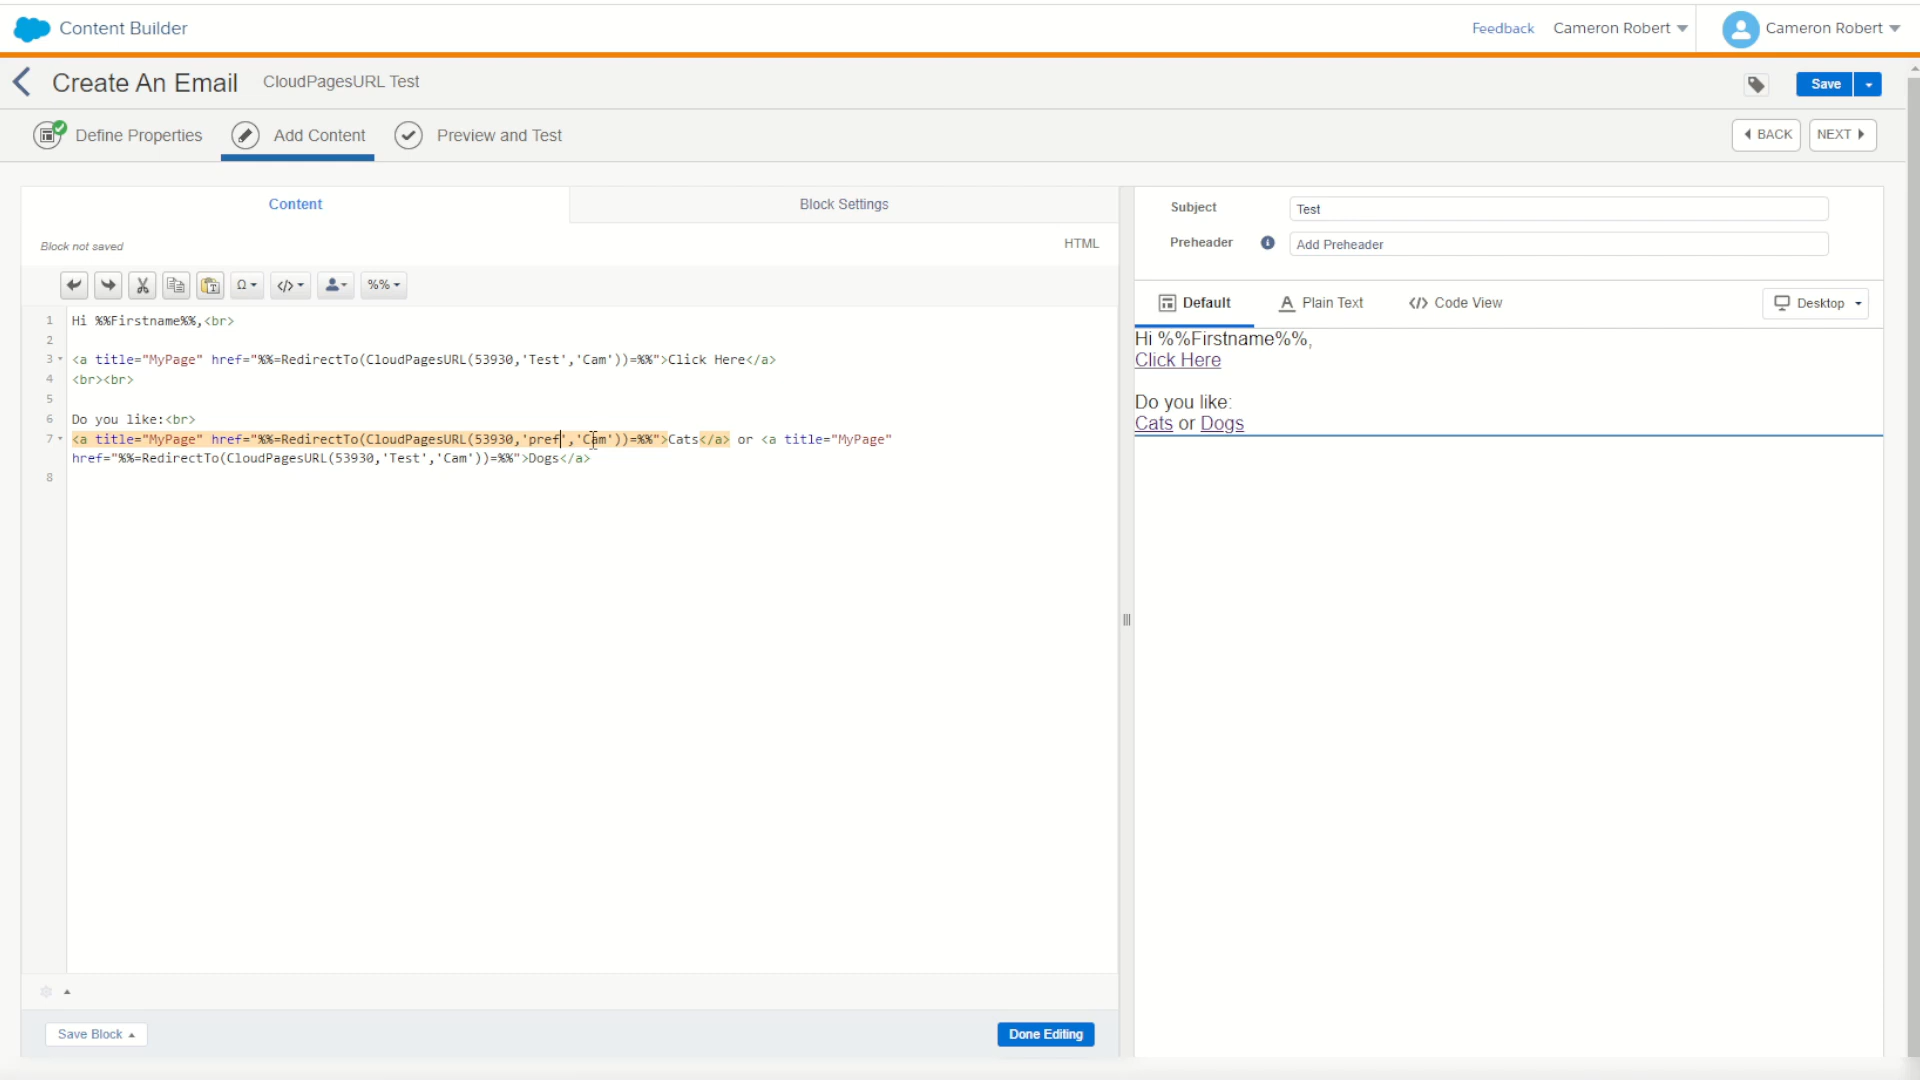 Content Builder
Feedback Cameron Robert Cameron Robert
Create An Email CloudPagesURL Test
Save
Define Properties Add Content Preview and Test
BACK NEXT
Content Block Settings
Block not saved HTML
Ω </> %%
1 Hi %%Firstname%%,<br>
2
3 <a title="MyPage" href="%%=RedirectTo(CloudPagesURL(53930,'Test','Cam'))=%%">Click Here</a>
4 <br><br>
5
6 Do you like:<br>
7 <a title="MyPage" href="%%=RedirectTo(CloudPagesURL(53930,'pref','Cam'))=%%">Cats</a> or <a title="MyPage"
href="%%=RedirectTo(CloudPagesURL(53930,'Test','Cam'))=%%">Dogs</a>
8
Save Block
Done Editing
Subject Test
Preheader Add Preheader
Default Plain Text </> Code View Desktop
Hi %%Firstname%%,
Click Here
Do you like:
Cats or Dogs